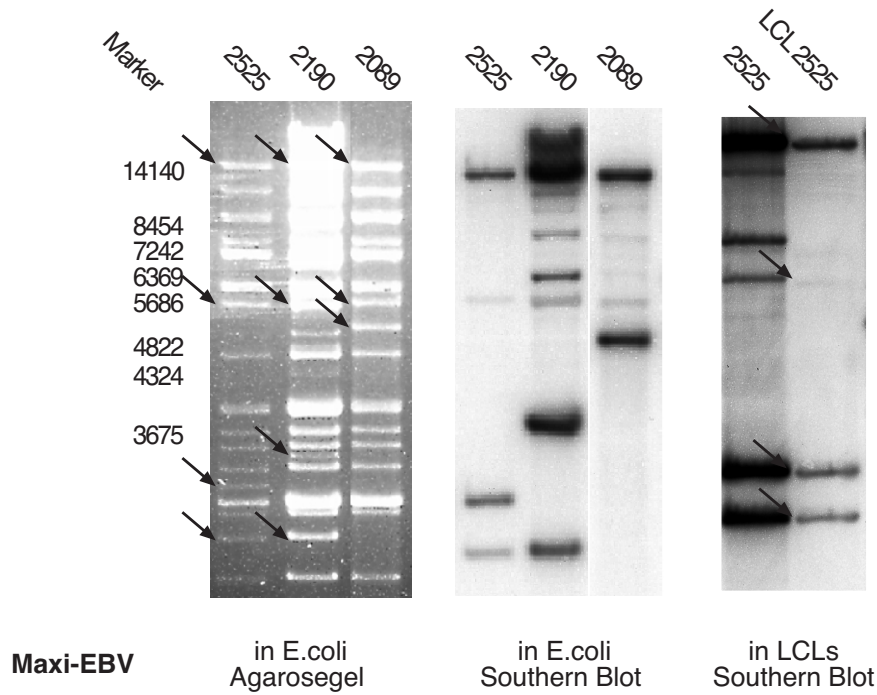 Marker
2525
2190
2089
2525
2190
2089
2525
LCL 2525
14140
8454
7242
6369
5686
4822
4324
3675
Maxi-EBV
in E.coli
Agarosegel
in E.coli
Southern Blot
in LCLs
Southern Blot